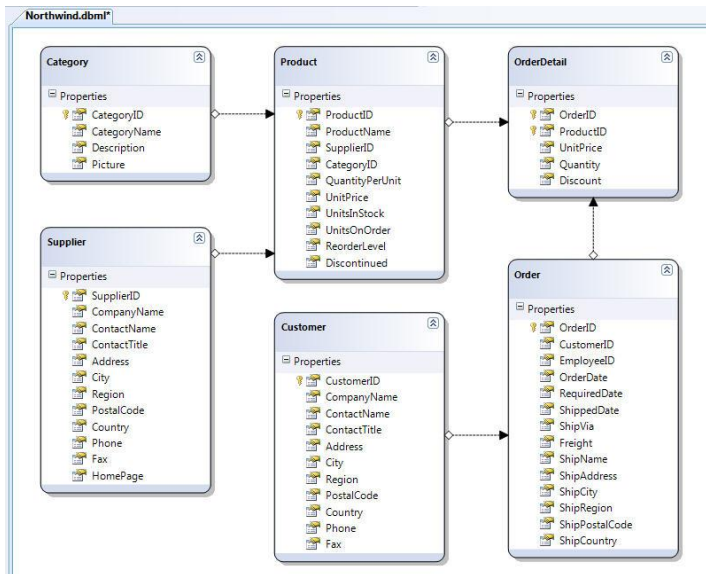 Northwind.dbml*
Category
Properties
CategoryID
CategoryName
Description
Picture
Product
Properties
ProductID
ProductName
SupplierID
CategoryID
QuantityPerUnit
UnitPrice
UnitsInStock
UnitsOnOrder
ReorderLevel
Discontinued
OrderDetail
Properties
OrderID
ProductID
UnitPrice
Quantity
Discount
Supplier
Properties
SupplierID
CompanyName
ContactName
ContactTitle
Address
City
Region
PostalCode
Country
Phone
Fax
HomePage
Customer
Properties
CustomerID
CompanyName
ContactName
ContactTitle
Address
City
Region
PostalCode
Country
Phone
Fax
Order
Properties
OrderID
CustomerID
EmployeeID
OrderDate
RequiredDate
ShippedDate
ShipVia
Freight
ShipName
ShipAddress
ShipCity
ShipRegion
ShipPostalCode
ShipCountry